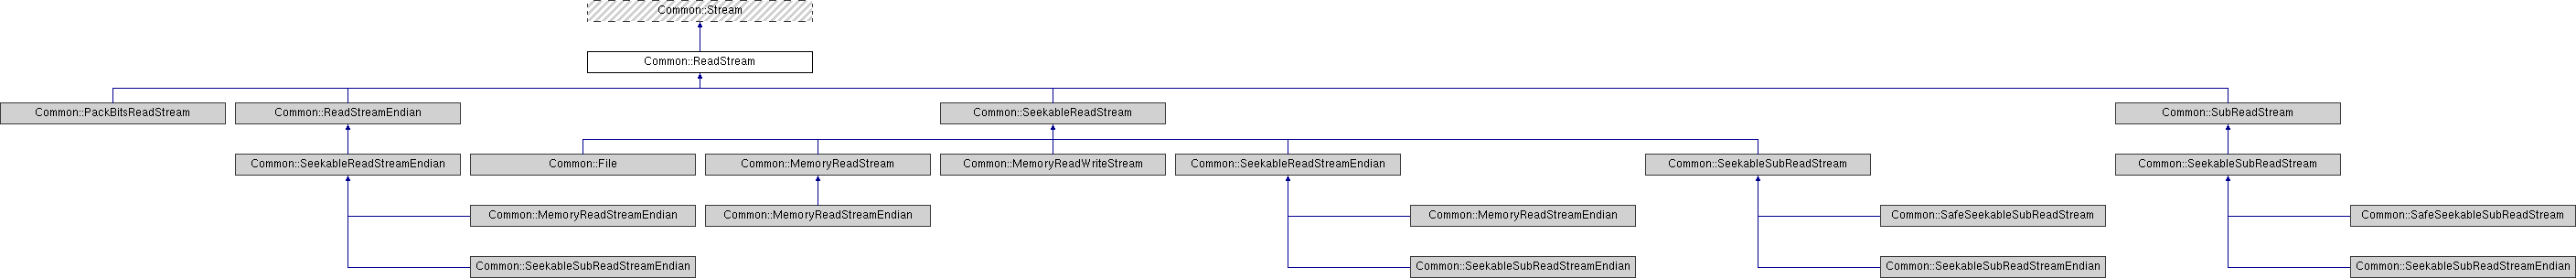 Common::Stream
Common::ReadStream
Common::PackBitsReadStream
Common::ReadStreamEndian
Common::SeekableReadStream
Common::SubReadStream
Common::SeekableReadStreamEndian
Common::File
Common::MemoryReadStream
Common::MemoryReadWriteStream
Common::SeekableReadStreamEndian
Common::SeekableSubReadStream
Common::SeekableSubReadStream
Common::MemoryReadStreamEndian
Common::MemoryReadStreamEndian
Common::MemoryReadStreamEndian
Common::SafeSeekableSubReadStream
Common::SafeSeekableSubReadStream
Common::SeekableSubReadStreamEndian
Common::SeekableSubReadStreamEndian
Common::SeekableSubReadStreamEndian
Common::SeekableSubReadStreamEndian